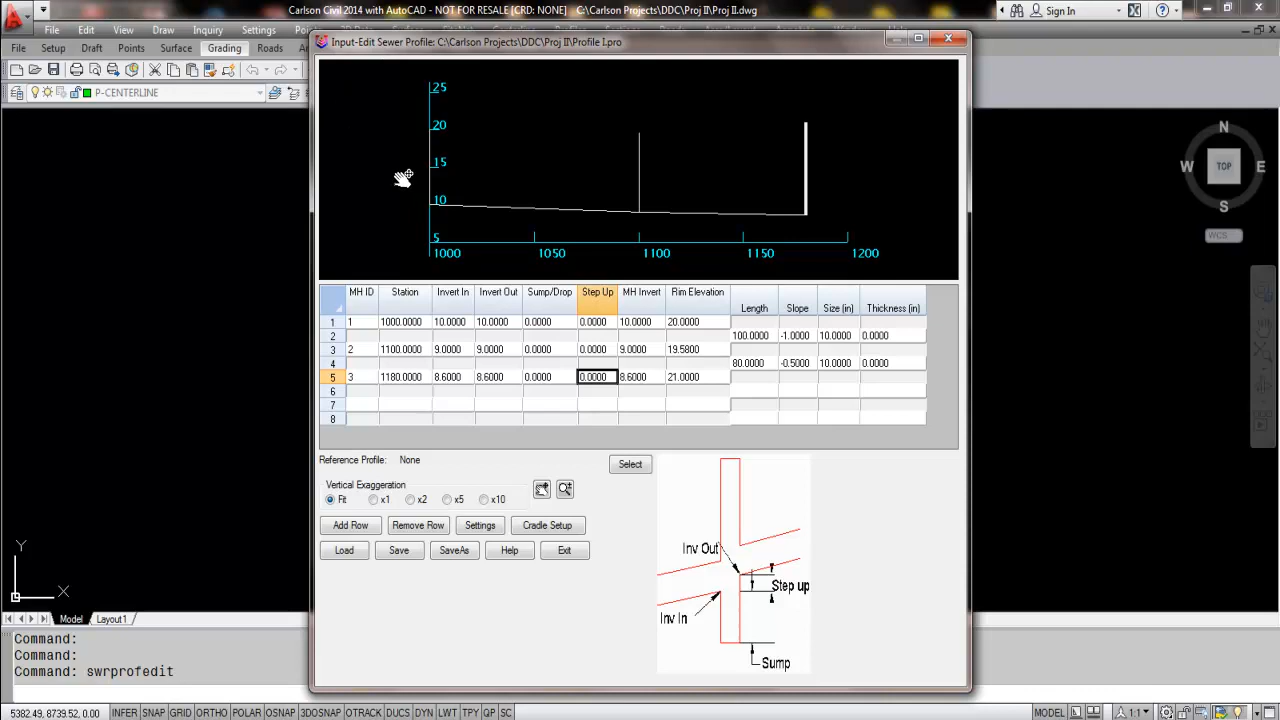 Carlson Civil 2014 with AutoCAD - NOT FOR RESALE [CRD: NONE] C:\Carlson Projects\DDC\Proj II\Proj II.dwg
Sign In
File Edit View Draw Inquiry Settings
File Setup Draft Points Surface Grading
P-CENTERLINE
Input-Edit Sewer Profile: C:\Carlson Projects\DDC\Proj II\Profile I.pro
25
20
15
10
5
1000 1050 1100 1150 1200
N
W TOP E
S
WCS
MH ID Station Invert In Invert Out Sump/Drop Step Up MH Invert Rim Elevation Length Slope Size (in) Thickness (in)
1 1 1000.0000 10.0000 10.0000 0.0000 0.0000 10.0000 20.0000
2 100.0000 -1.0000 10.0000 0.0000
3 2 1100.0000 9.0000 9.0000 0.0000 0.0000 9.0000 19.5800
4 80.0000 -0.5000 10.0000 0.0000
5 3 1180.0000 8.6000 8.6000 0.0000 0.0000 8.6000 21.0000
6
7
8
Reference Profile: None Select
Vertical Exaggeration
Fit x1 x2 x5 x10
Add Row Remove Row Settings Cradle Setup
Load Save SaveAs Help Exit
Inv Out
Step up
Inv In
Sump
Y
X
Model Layout1
Command:
Command:
Command: swrprofedit
5382.49, 8739.52, 0.00 INFER SNAP GRID ORTHO POLAR OSNAP 3DOSNAP OTRACK DUCS DYN LWT TPY QP SC MODEL 1:1